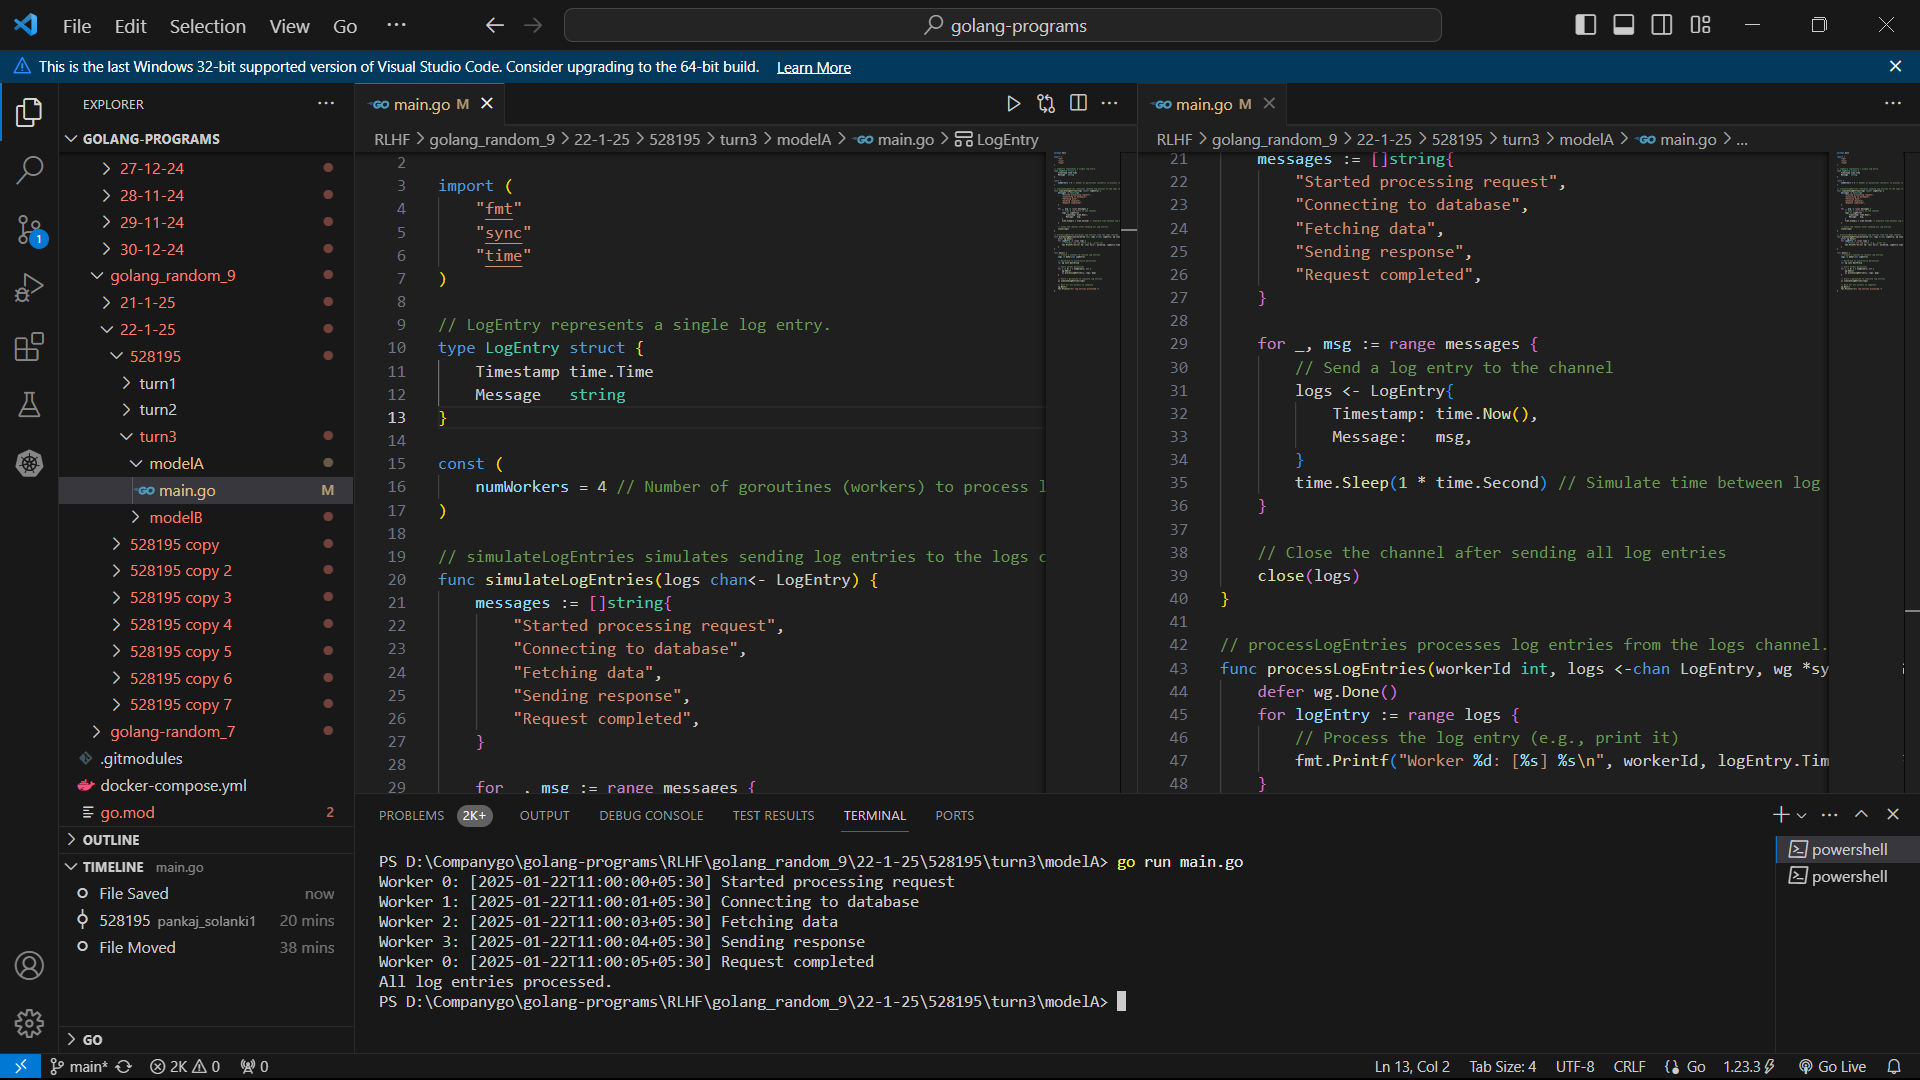 File Edit Selection View Go ··· golang-programs
This is the last Windows 32-bit supported version of Visual Studio Code. Consider upgrading to the 64-bit build. Learn More
EXPLORER
GOLANG-PROGRAMS
27-12-24
28-11-24
29-11-24
30-12-24
golang_random_9
21-1-25
22-1-25
528195
turn1
turn2
turn3
modelA
main.go M
modelB
528195 copy
528195 copy 2
528195 copy 3
528195 copy 4
528195 copy 5
528195 copy 6
528195 copy 7
golang-random_7
.gitmodules
docker-compose.yml
go.mod 2
OUTLINE
TIMELINE main.go
File Saved now
528195 pankaj_solanki1 20 mins
File Moved 38 mins
GO
1
main.go M
RLHF > golang_random_9 > 22-1-25 > 528195 > turn3 > modelA > main.go > LogEntry
2
3 import (
4 "fmt"
5 "sync"
6 "time"
7 )
8
9 // LogEntry represents a single log entry.
10 type LogEntry struct {
11 Timestamp time.Time
12 Message string
13 }
14
15 const (
16 numWorkers = 4 // Number of goroutines (workers) to process
17 )
18
19 // simulateLogEntries simulates sending log entries to the logs
20 func simulateLogEntries(logs chan<- LogEntry) {
21 messages := []string{
22 "Started processing request",
23 "Connecting to database",
24 "Fetching data",
25 "Sending response",
26 "Request completed",
27 }
28
29 for _, msg := range messages {
main.go M
RLHF > golang_random_9 > 22-1-25 > 528195 > turn3 > modelA > main.go > ...
21 messages := []string{
22 "Started processing request",
23 "Connecting to database",
24 "Fetching data",
25 "Sending response",
26 "Request completed",
27 }
28
29 for _, msg := range messages {
30 // Send a log entry to the channel
31 logs <- LogEntry{
32 Timestamp: time.Now(),
33 Message: msg,
34 }
35 time.Sleep(1 * time.Second) // Simulate time between log
36 }
37
38 // Close the channel after sending all log entries
39 close(logs)
40 }
41
42 // processLogEntries processes log entries from the logs channel.
43 func processLogEntries(workerId int, logs <-chan LogEntry, wg *sy
44 defer wg.Done()
45 for logEntry := range logs {
46 // Process the log entry (e.g., print it)
47 fmt.Printf("Worker %d: [%s] %s\n", workerId, logEntry.Tim
48 }
PROBLEMS 2K+ OUTPUT DEBUG CONSOLE TEST RESULTS TERMINAL PORTS
PS D:\Companygo\golang-programs\RLHF\golang_random_9\22-1-25\528195\turn3\modelA> go run main.go
Worker 0: [2025-01-22T11:00:00+05:30] Started processing request
Worker 1: [2025-01-22T11:00:01+05:30] Connecting to database
Worker 2: [2025-01-22T11:00:03+05:30] Fetching data
Worker 3: [2025-01-22T11:00:04+05:30] Sending response
Worker 0: [2025-01-22T11:00:05+05:30] Request completed
All log entries processed.
PS D:\Companygo\golang-programs\RLHF\golang_random_9\22-1-25\528195\turn3\modelA>
powershell
powershell
main* 2K 0 0 Ln 13, Col 2 Tab Size: 4 UTF-8 CRLF Go 1.23.3 Go Live